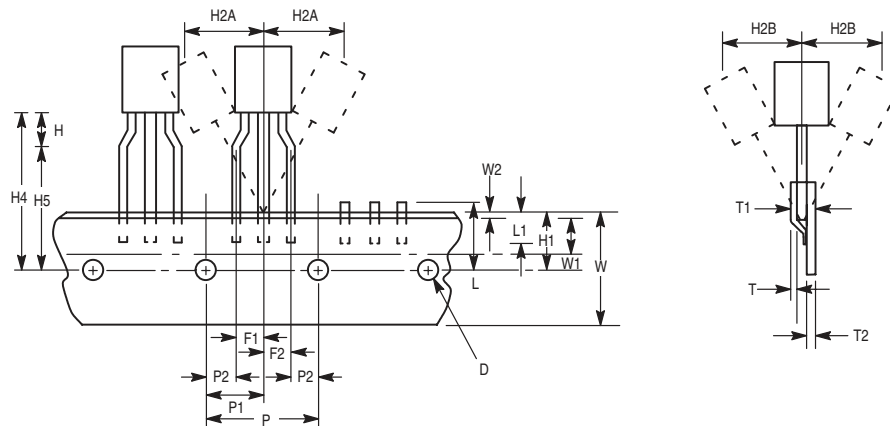 H2A H2A
H2B H2B
H
H4 H5
W2
L1 H1
W1
W
L
T1
T
T2
F1
F2
P2 P2
P1
P
D